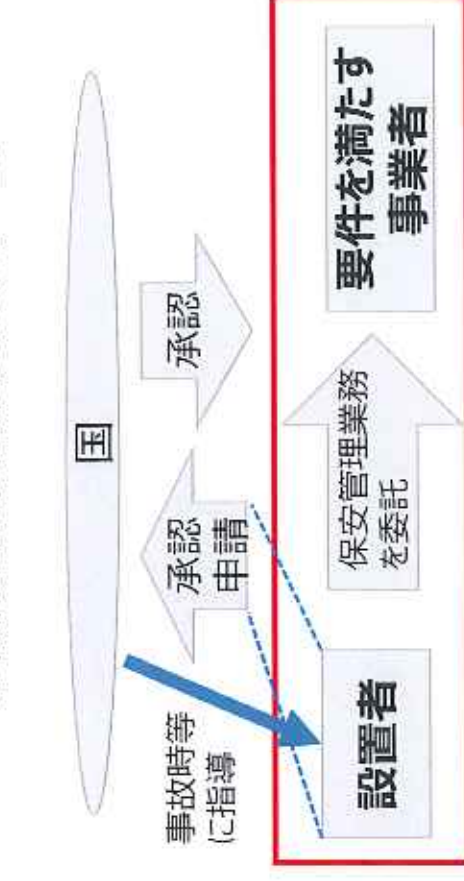 国
事故時等
に指導
承認
申請
承認
設置者
保安管理業務
を委託
要件を満たす
事業者